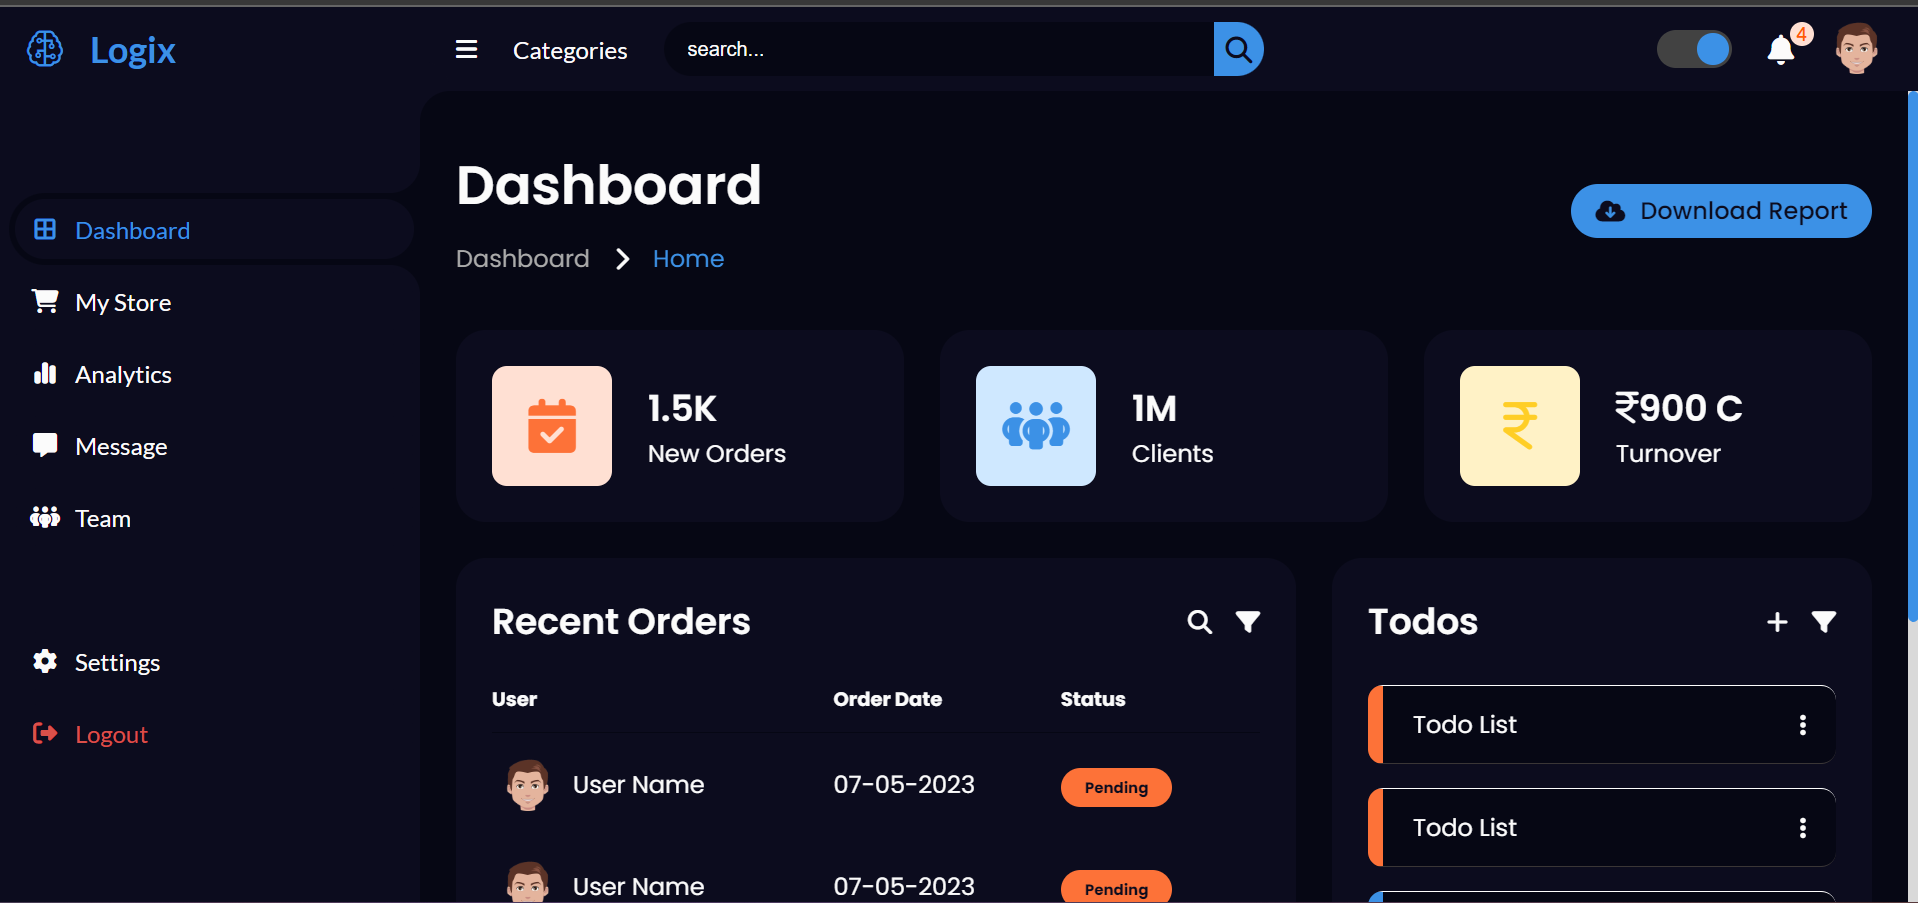 Logix
Categories
search...
4
Dashboard
My Store
Analytics
Message
Team
Settings
Logout
Dashboard
Dashboard
Home
Download Report
1.5K
New Orders
1M
Clients
₹900 C
Turnover
Recent Orders
User Order Date Status
User Name 07-05-2023 Pending
User Name 07-05-2023 Pending
Todos
Todo List
Todo List